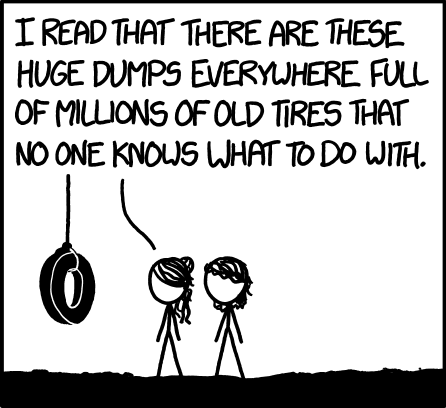 I READ THAT THERE ARE THESE
HUGE DUMPS EVERYWHERE FULL
OF MILLIONS OF OLD TIRES THAT
NO ONE KNOWS WHAT TO DO WITH.